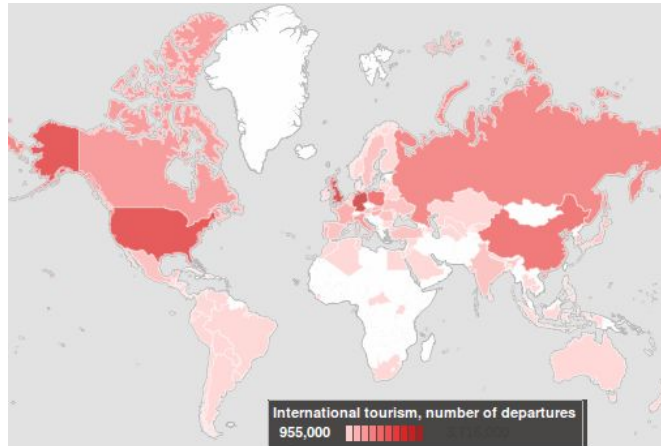 International tourism, number of departures
955,000